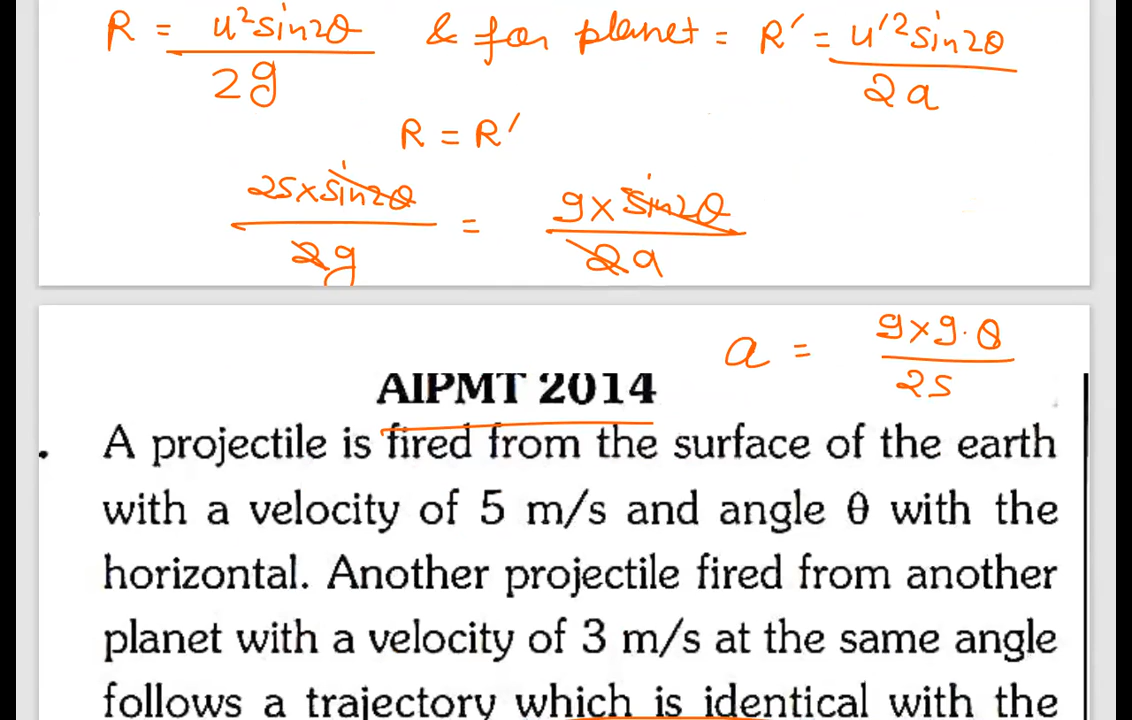 R = u²sin2θ / 2g & for planet = R' = u'²sin2θ / 2a
R = R'
25×sin2θ / 2g = 9×sin2θ / 2a
a = 9×9.8 / 25
AIPMT 2014
. A projectile is fired from the surface of the earth
with a velocity of 5 m/s and angle θ with the
horizontal. Another projectile fired from another
planet with a velocity of 3 m/s at the same angle
follows a trajectory which is identical with the